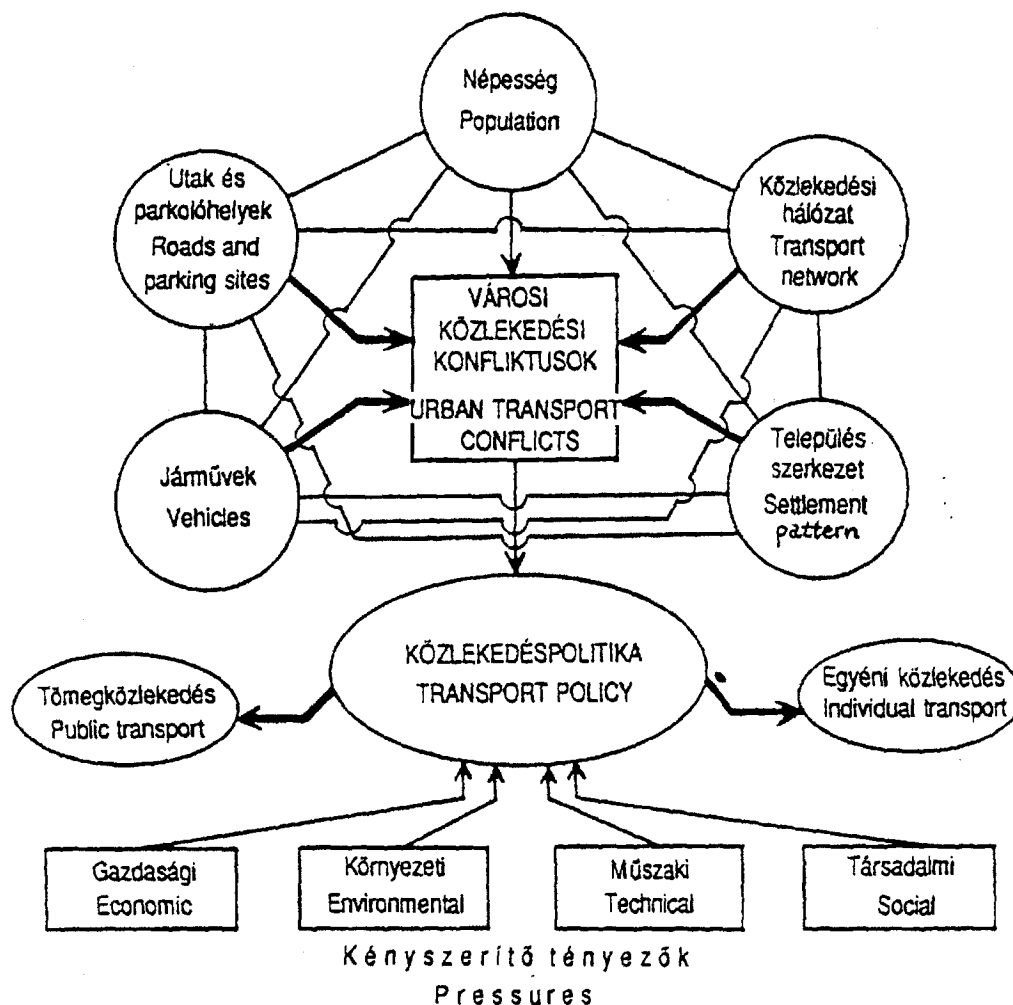 Népesség
Population
Utak és
parkolóhelyek
Roads and
parking sites
Közlekedési
hálózat
Transport
network
VÁROSI
KÖZLEKEDÉSI
KONFLIKTUSOK
URBAN TRANSPORT
CONFLICTS
Járművek
Vehicles
Település
szerkezet
Settlement
pattern
KÖZLEKEDÉSPOLITIKA
TRANSPORT POLICY
Tömegközlekedés
Public transport
Egyéni közlekedés
Individual transport
Gazdasági
Economic
Környezeti
Environmental
Műszaki
Technical
Társadalmi
Social
Kényszerítő tényezők
Pressures